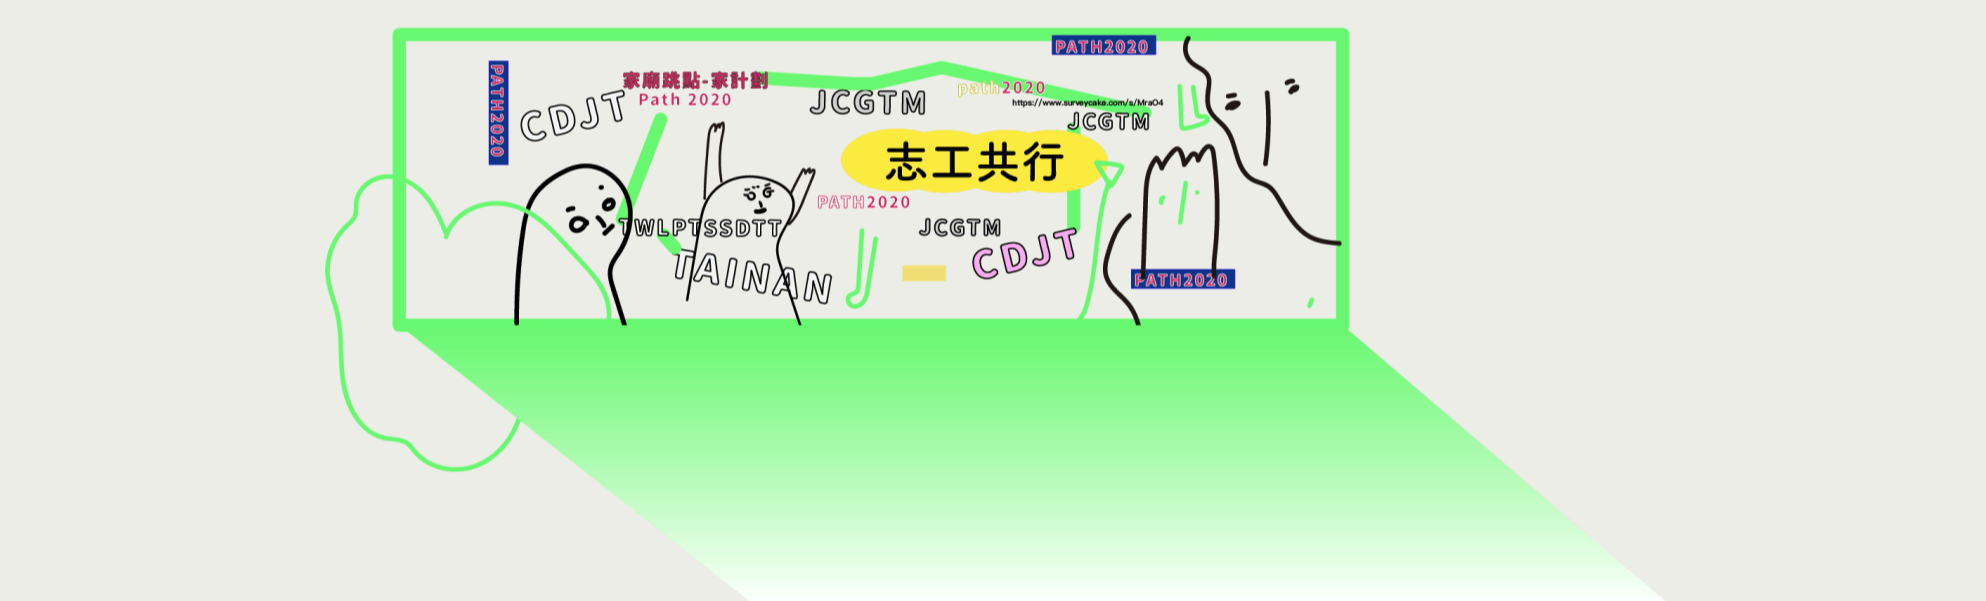 PATH2020
PATH2020
CDJT
家廟跳點-家計劃
Path 2020
JCGTM
path2020
https://www.surveycake.com/s/MraO4
JCGTM
志工共行
PATH2020
TWLPTSSDTT
JCGTM
CDJT
TAINAN
PATH2020